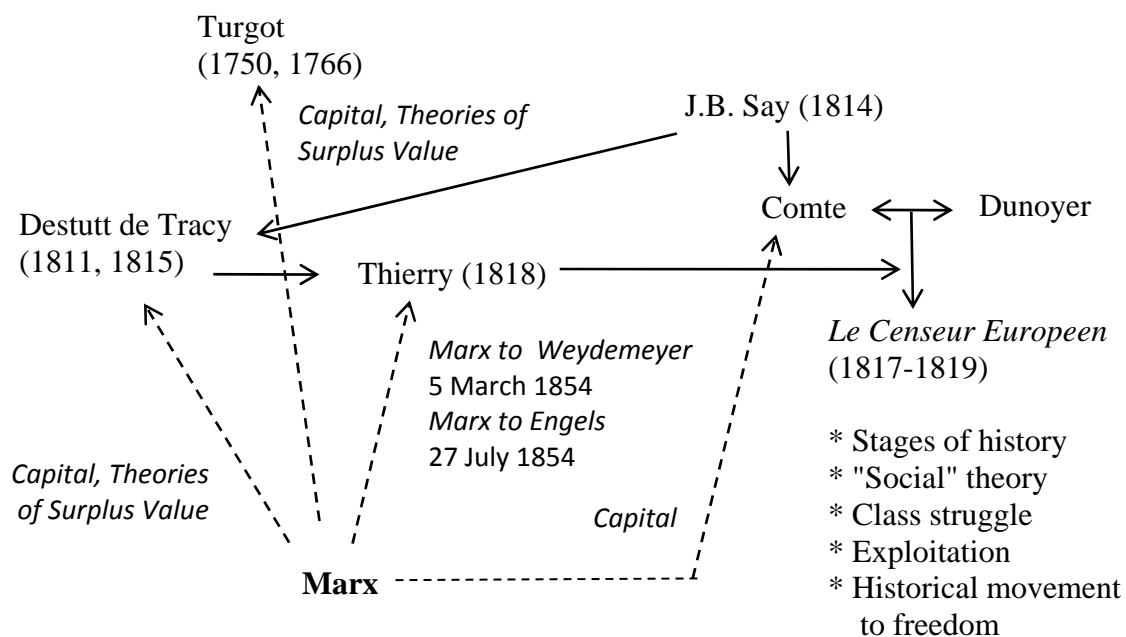 Turgot
(1750, 1766)
Capital, Theories of
Surplus Value
J.B. Say (1814)
Destutt de Tracy
(1811, 1815)
Comte
Dunoyer
Thierry (1818)
Le Censeur Europeen
(1817-1819)
Marx to Weydemeyer
5 March 1854
Marx to Engels
27 July 1854
* Stages of history
* "Social" theory
* Class struggle
* Exploitation
* Historical movement
to freedom
Capital, Theories
of Surplus Value
Capital
Marx